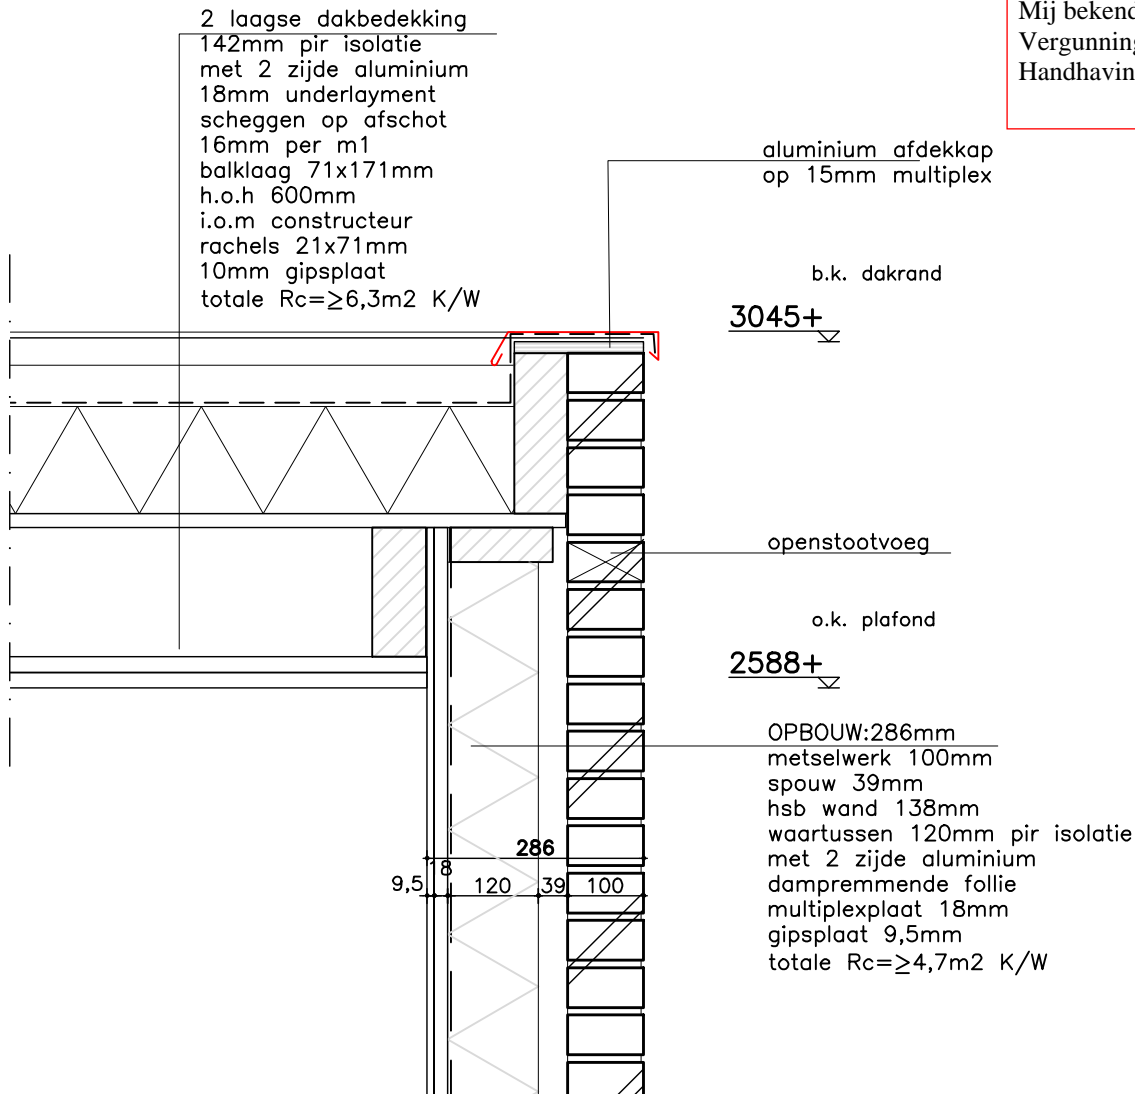 2 laagse dakbedekking
142mm pir isolatie
met 2 zijde aluminium
18mm underlayment
scheggen op afschot
16mm per m1
balklaag 71x171mm
h.o.h 600mm
i.o.m constructeur
rachels 21x71mm
10mm gipsplaat
totale Rc=≥6,3m2 K/W
Mij bekend
Vergunning
Handhavin
aluminium afdekkap
op 15mm multiplex
b.k. dakrand
3045+
openstootvoeg
o.k. plafond
2588+
OPBOUW:286mm
metselwerk 100mm
spouw 39mm
hsb wand 138mm
waartussen 120mm pir isolatie
met 2 zijde aluminium
dampremmende follie
multiplexplaat 18mm
gipsplaat 9,5mm
totale Rc=≥4,7m2 K/W
286
9,5 18 120 39 100